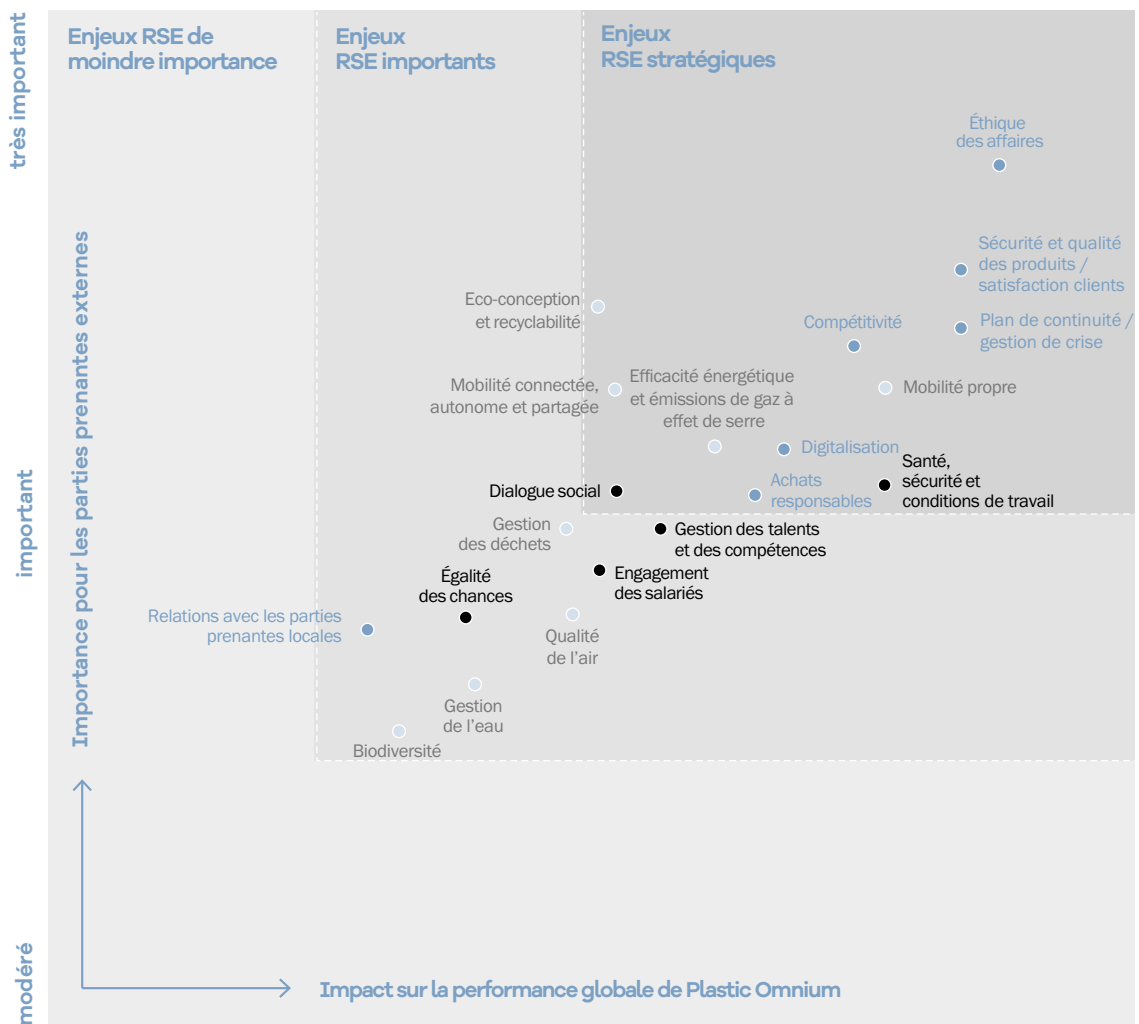 Enjeux RSE de
moindre importance
Enjeux
RSE importants
Enjeux
RSE stratégiques
très important
important
modéré
Importance pour les parties prenantes externes
Éthique
des affaires
Sécurité et qualité
des produits /
satisfaction clients
Eco-conception
et recyclabilité
Compétitivité
Plan de continuité /
gestion de crise
Mobilité connectée,
autonome et partagée
Efficacité énergétique
et émissions de gaz à
effet de serre
Mobilité propre
Digitalisation
Santé,
sécurité et
conditions de travail
Dialogue social
Achats
responsables
Gestion
des déchets
Gestion des talents
et des compétences
Égalité
des chances
Engagement
des salariés
Relations avec les parties
prenantes locales
Qualité
de l'air
Gestion
de l'eau
Biodiversité
Impact sur la performance globale de Plastic Omnium